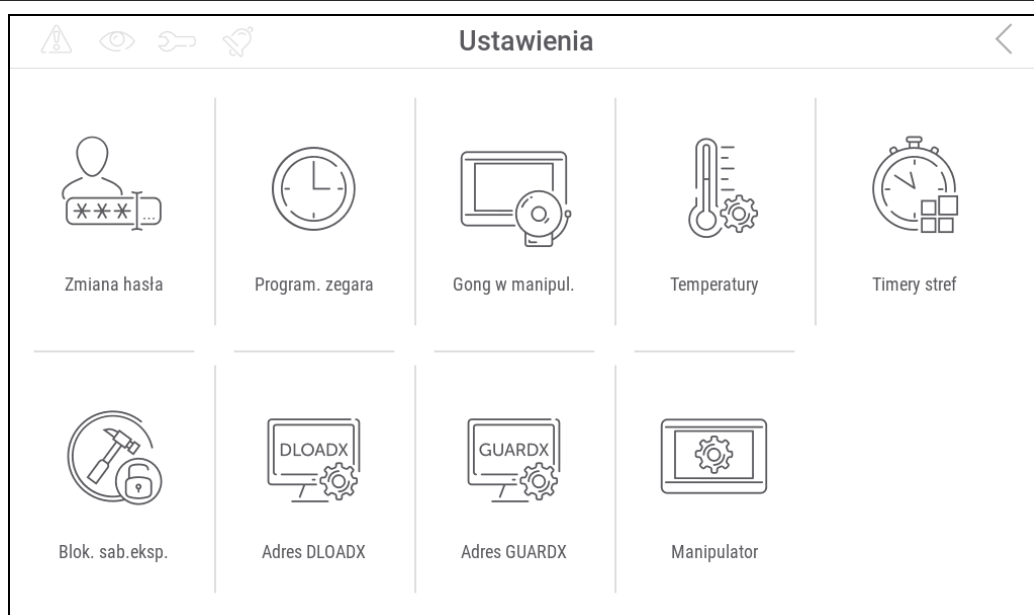 Ustawienia
***
...
Zmiana hasła
Program. zegara
Gong w manipul.
Temperatury
Timery stref
DLOADX
GUARDX
Blok. sab.eksp.
Adres DLOADX
Adres GUARDX
Manipulator